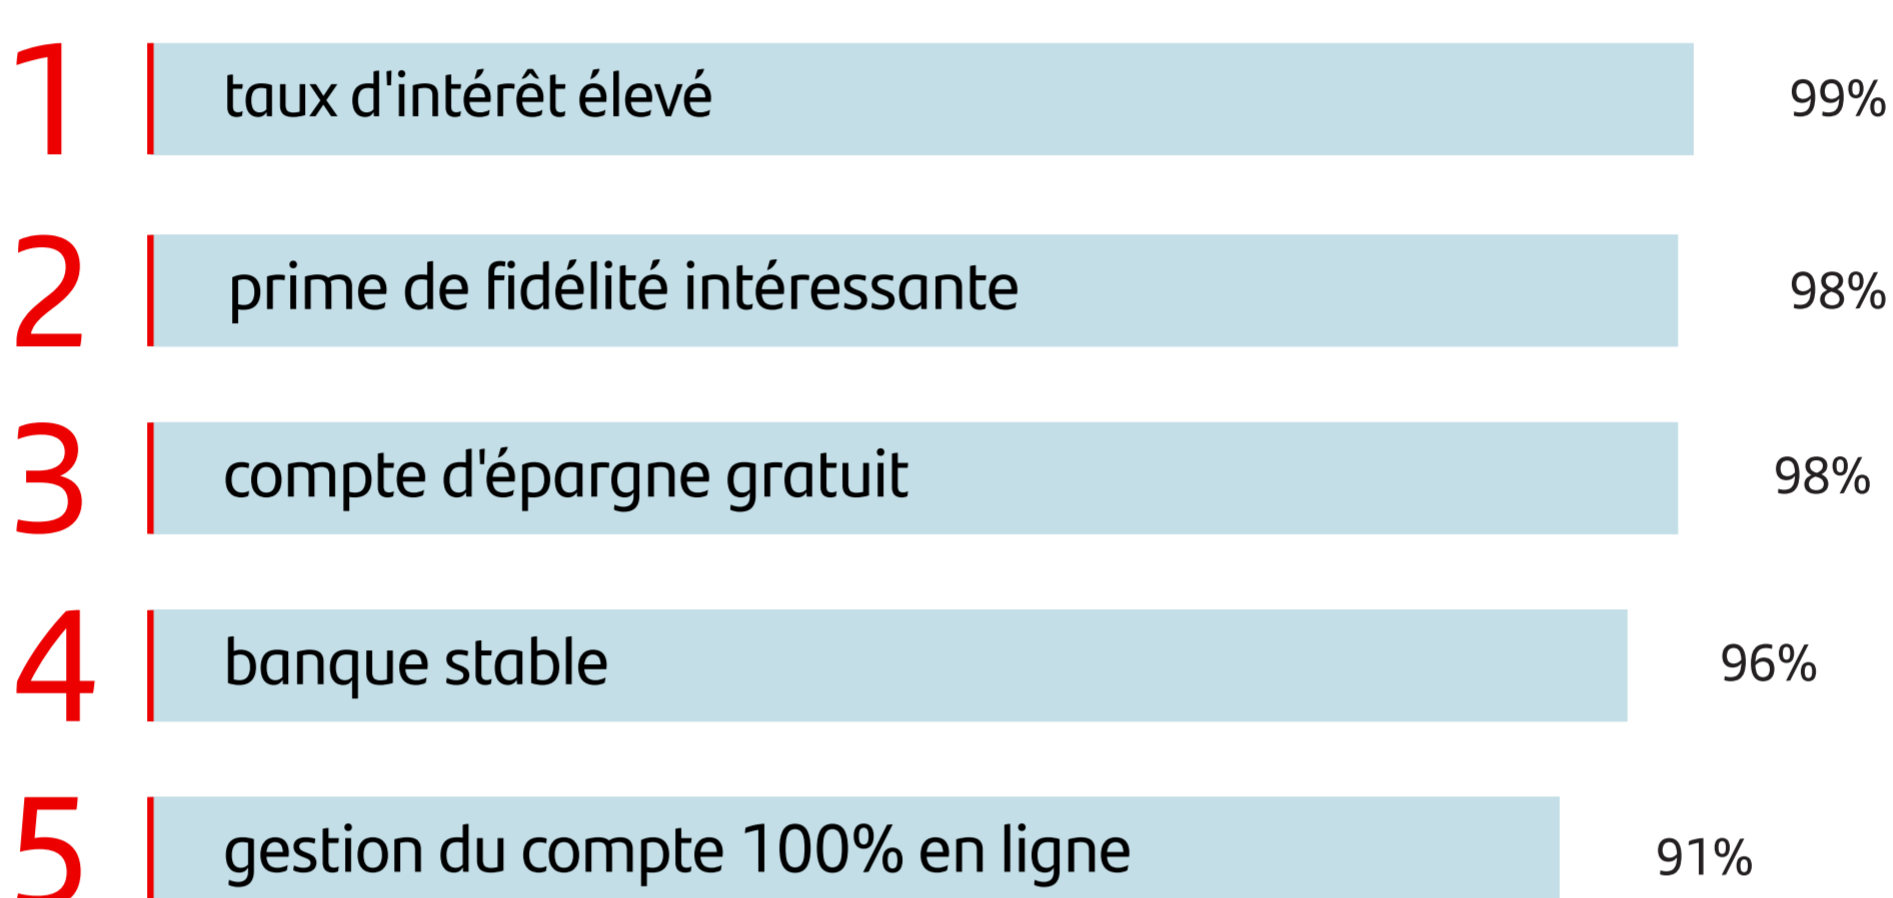 1 taux d'intérêt élevé 99%
2 prime de fidélité intéressante 98%
3 compte d'épargne gratuit 98%
4 banque stable 96%
5 gestion du compte 100% en ligne 91%